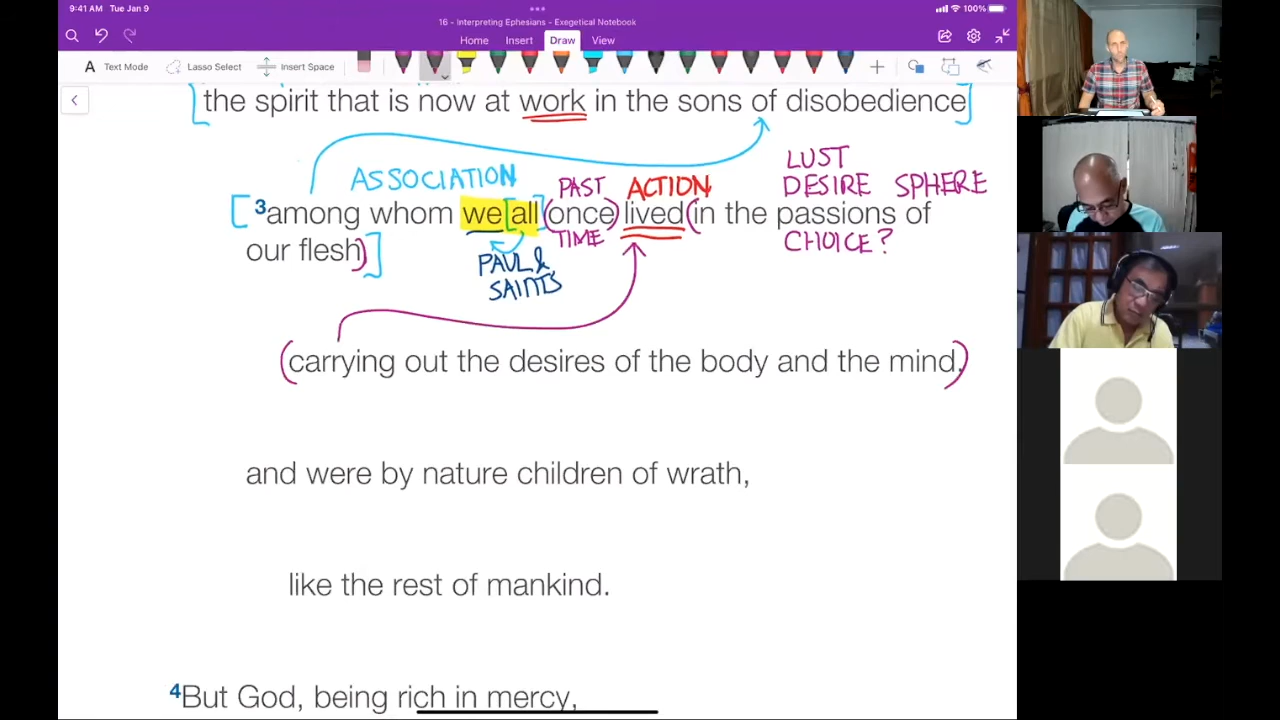 9:41 AM Tue Jan 9
100%
16 - Interpreting Ephesians - Exegetical Notebook
Home Insert Draw View
A Text Mode Lasso Select Insert Space
the spirit that is now at work in the sons of disobedience
LUST
ASSOCIATION PAST ACTION DESIRE SPHERE
3among whom we all once lived in the passions of
TIME CHOICE?
our flesh
PAUL &
SAINTS
carrying out the desires of the body and the mind,
and were by nature children of wrath,
like the rest of mankind.
4But God, being rich in mercy,